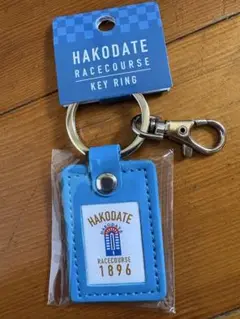 HAKODATE
RACECOURSE
KEY RING
HAKODATE
RACECOURSE
1896